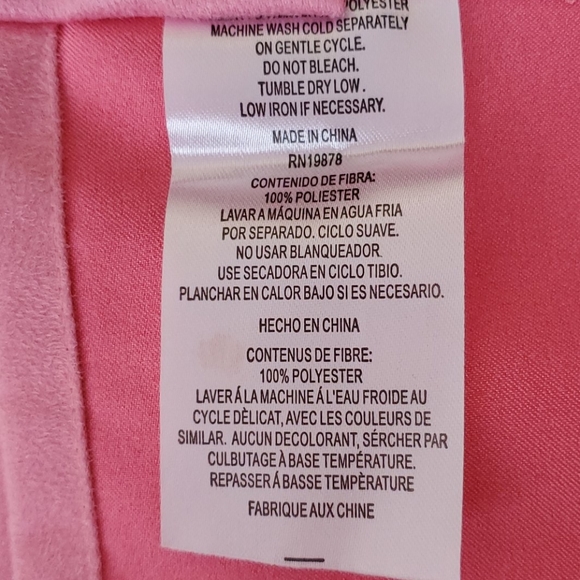 POLYESTER
MACHINE WASH COLD SEPARATELY
ON GENTLE CYCLE.
DO NOT BLEACH.
TUMBLE DRY LOW.
LOW IRON IF NECESSARY.
MADE IN CHINA
RN19878
CONTENIDO DE FIBRA:
100% POLIESTER
LAVAR A MÁQUINA EN AGUA FRIA
POR SEPARADO. CICLO SUAVE.
NO USAR BLANQUEADOR.
USE SECADORA EN CICLO TIBIO.
PLANCHAR EN CALOR BAJO SI ES NECESARIO.
HECHO EN CHINA
CONTENUS DE FIBRE:
100% POLYESTER
LAVER Á LA MACHINE Á L'EAU FROIDE AU
CYCLE DÈLICAT, AVEC LES COULEURS DE
SIMILAR. AUCUN DECOLORANT, SÉRCHER PAR
CULBUTAGE À BASE TEMPÉRATURE.
REPASSER Á BASSE TEMPÈRATURE
FABRIQUE AUX CHINE